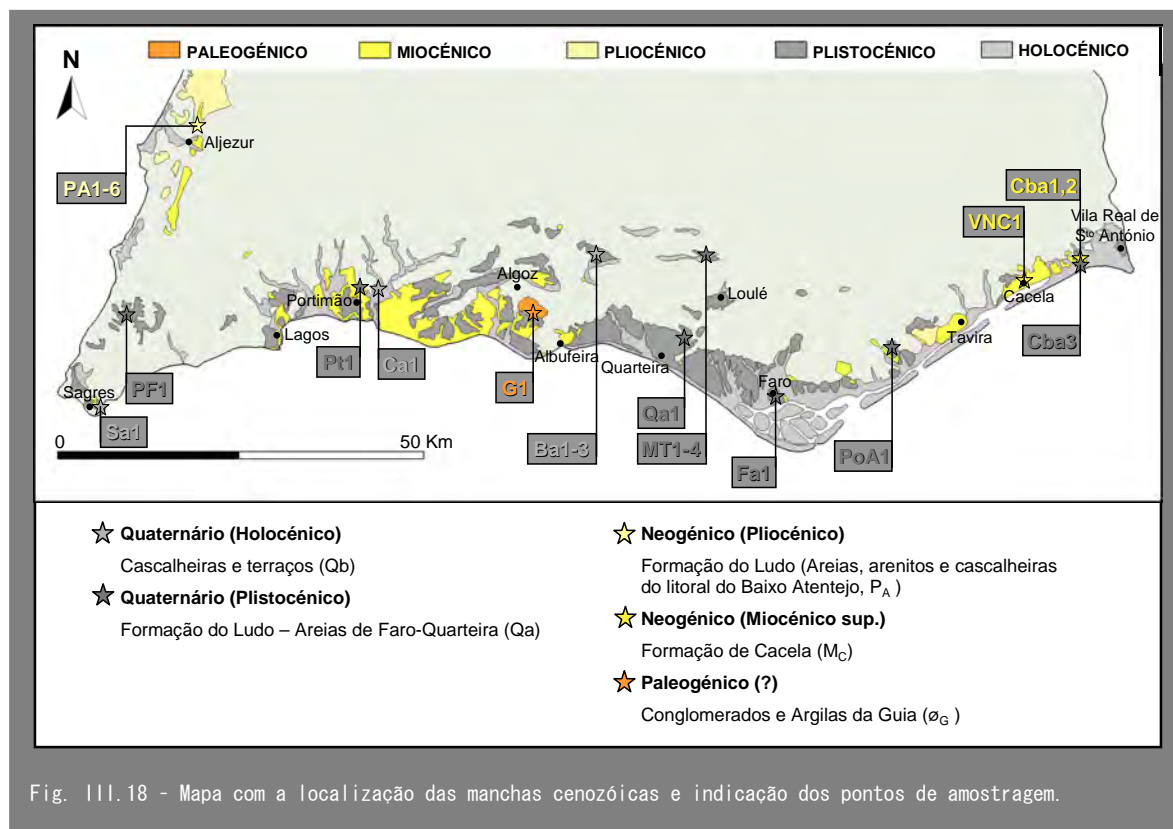 PALEOGÉNICO MIOCÉNICO PLIOCÉNICO PLISTOCÉNICO HOLOCÉNICO
N
Aljezur
PA1-6
Cba1,2
VNC1
Vila Real de
Sto António
Algoz
Portimão
Loulé
Cacela
Lagos
Albufeira
Tavira
Quarteira
Pt1
Ca1
Cba3
PF1
G1
Faro
Sagres
Qa1
Sa1
0 50 Km
Ba1-3
MT1-4
PoA1
Fa1
Quaternário (Holocénico)
Cascalheiras e terraços (Qb)
Quaternário (Plistocénico)
Formação do Ludo – Areias de Faro-Quarteira (Qa)
Neogénico (Pliocénico)
Formação do Ludo (Areias, arenitos e cascalheiras
do litoral do Baixo Atentejo, PA )
Neogénico (Miocénico sup.)
Formação de Cacela (MC)
Paleogénico (?)
Conglomerados e Argilas da Guia (øG )
Fig. III.18 - Mapa com a localização das manchas cenozóicas e indicação dos pontos de amostragem.